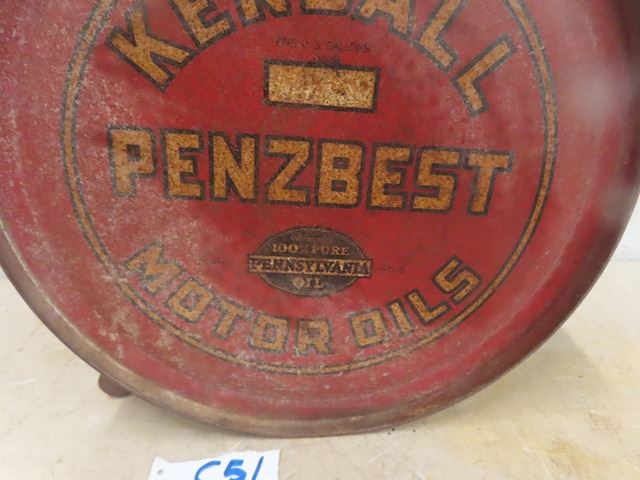 KENDALL
FIVE U.S. GALLONS
PENZBEST
100% PURE
PENNSYLVANIA
OIL
MOTOR OILS
C51